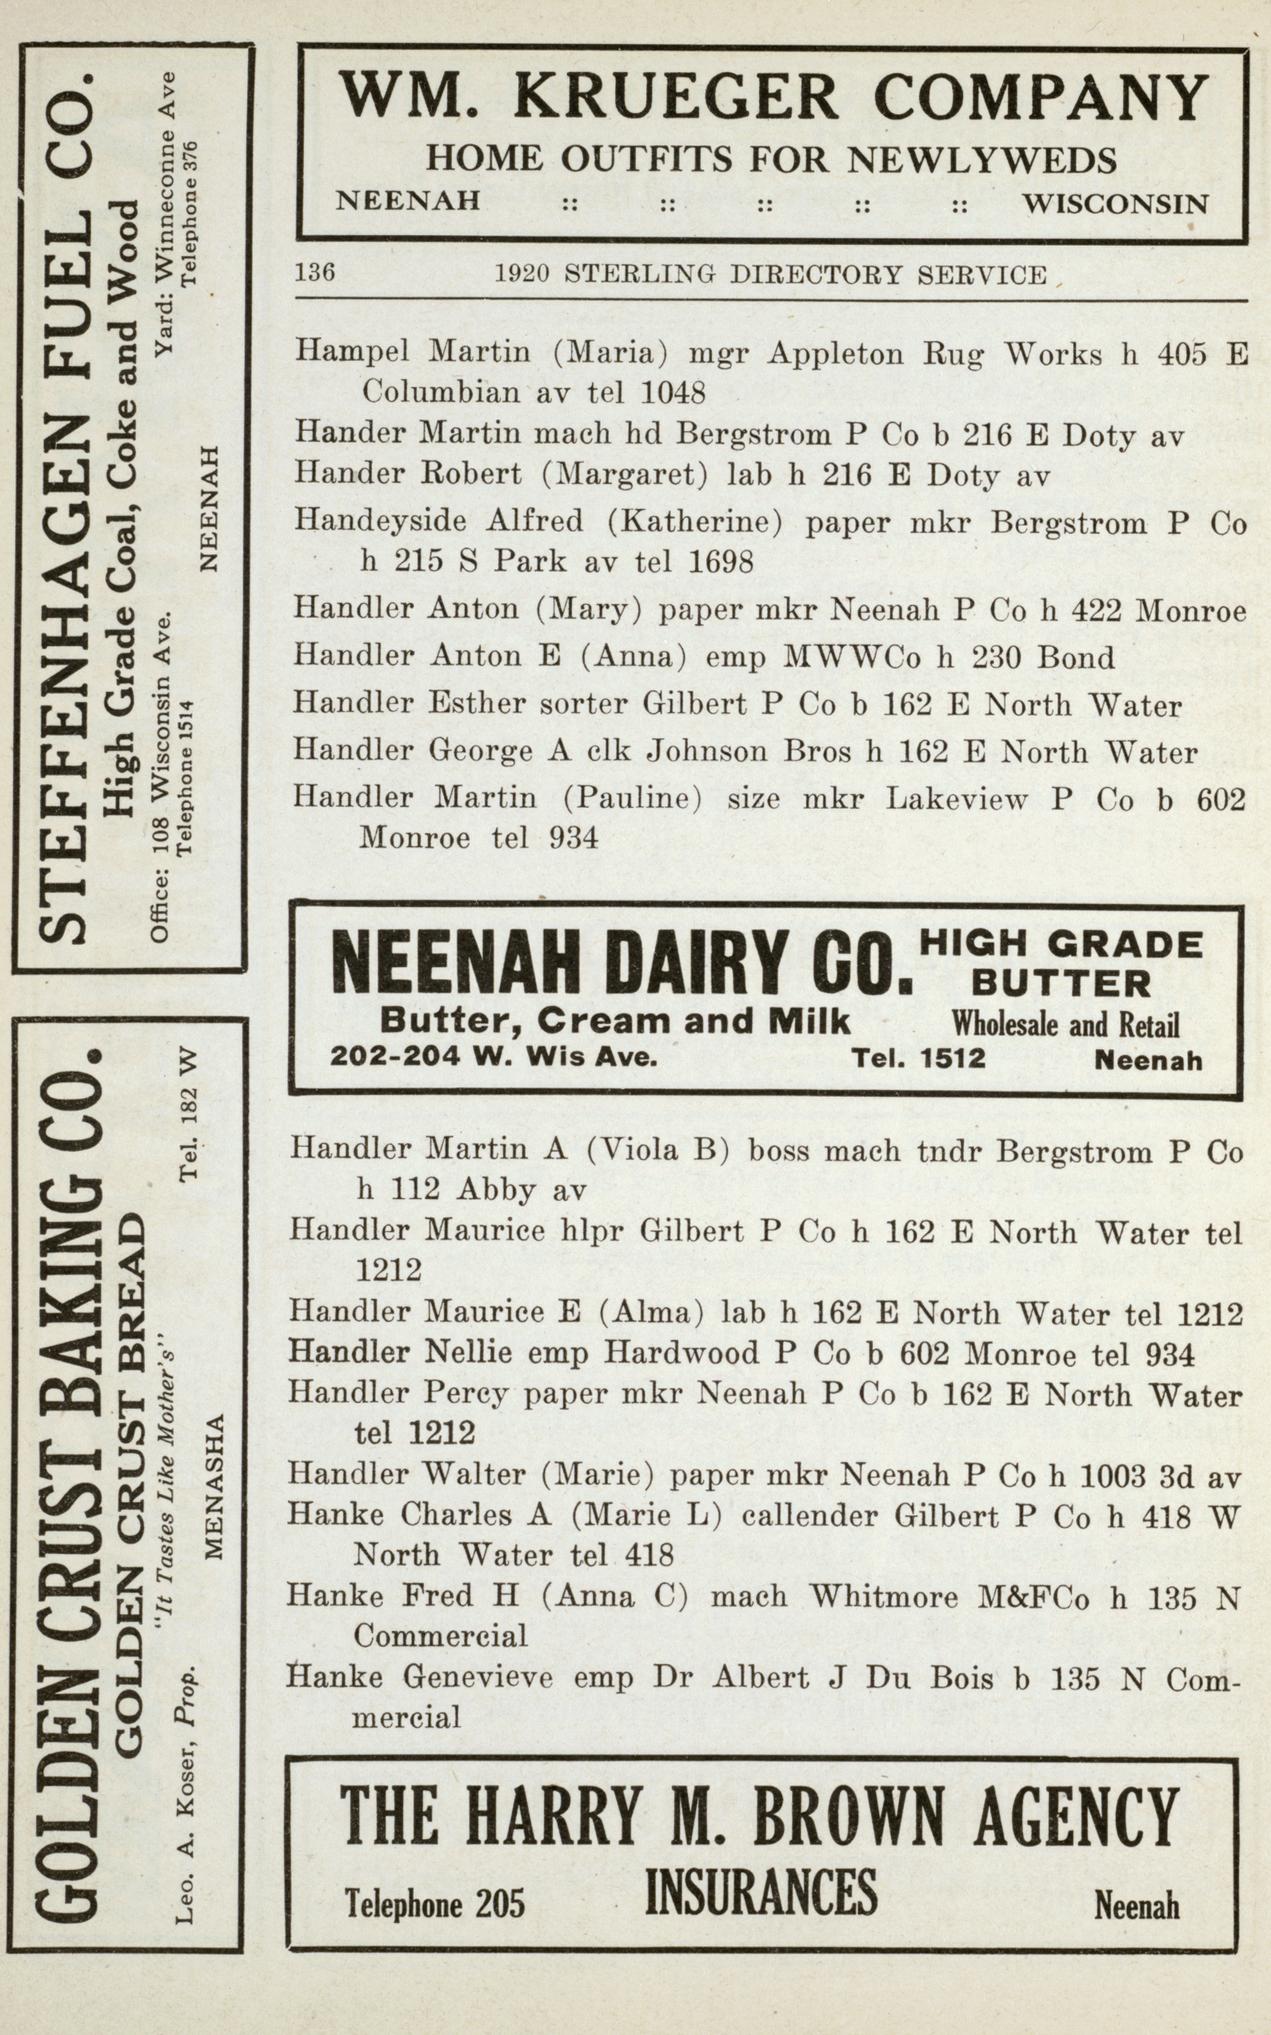 WM. KRUEGER COMPANY
HOME OUTFITS FOR NEWLYWEDS
NEENAH :: :: :: :: :: WISCONSIN
136 1920 STERLING DIRECTORY SERVICE
Hampel Martin (Maria) mgr Appleton Rug Works h 405 E
Columbian av tel 1048
Hander Martin mach hd Bergstrom P Co b 216 E Doty av
Hander Robert (Margaret) lab h 216 E Doty av
Handeyside Alfred (Katherine) paper mkr Bergstrom P Co
h 215 S Park av tel 1698
Handler Anton (Mary) paper mkr Neenah P Co h 422 Monroe
Handler Anton E (Anna) emp MWWCo h 230 Bond
Handler Esther sorter Gilbert P Co b 162 E North Water
Handler George A clk Johnson Bros h 162 E North Water
Handler Martin (Pauline) size mkr Lakeview P Co b 602
Monroe tel 934
NEENAH DAIRY CO. HIGH GRADE
BUTTER
Butter, Cream and Milk Wholesale and Retail
202-204 W. Wis Ave. Tel. 1512 Neenah
Handler Martin A (Viola B) boss mach tndr Bergstrom P Co
h 112 Abby av
Handler Maurice hlpr Gilbert P Co h 162 E North Water tel
1212
Handler Maurice E (Alma) lab h 162 E North Water tel 1212
Handler Nellie emp Hardwood P Co b 602 Monroe tel 934
Handler Percy paper mkr Neenah P Co b 162 E North Water
tel 1212
Handler Walter (Marie) paper mkr Neenah P Co h 1003 3d av
Hanke Charles A (Marie L) callender Gilbert P Co h 418 W
North Water tel 418
Hanke Fred H (Anna C) mach Whitmore M&FCo h 135 N
Commercial
Hanke Genevieve emp Dr Albert J Du Bois b 135 N Com-
mercial
THE HARRY M. BROWN AGENCY
Telephone 205 INSURANCES Neenah
STEFFENHAGEN FUEL CO.
High Grade Coal, Coke and Wood
Office: 108 Wisconsin Ave. Yard: Winneconne Ave
Telephone 1514 Telephone 376
NEENAH
GOLDEN CRUST BAKING CO.
GOLDEN CRUST BREAD
"It Tastes Like Mother's"
Leo. A. Koser, Prop. Tel. 182 W
MENASHA